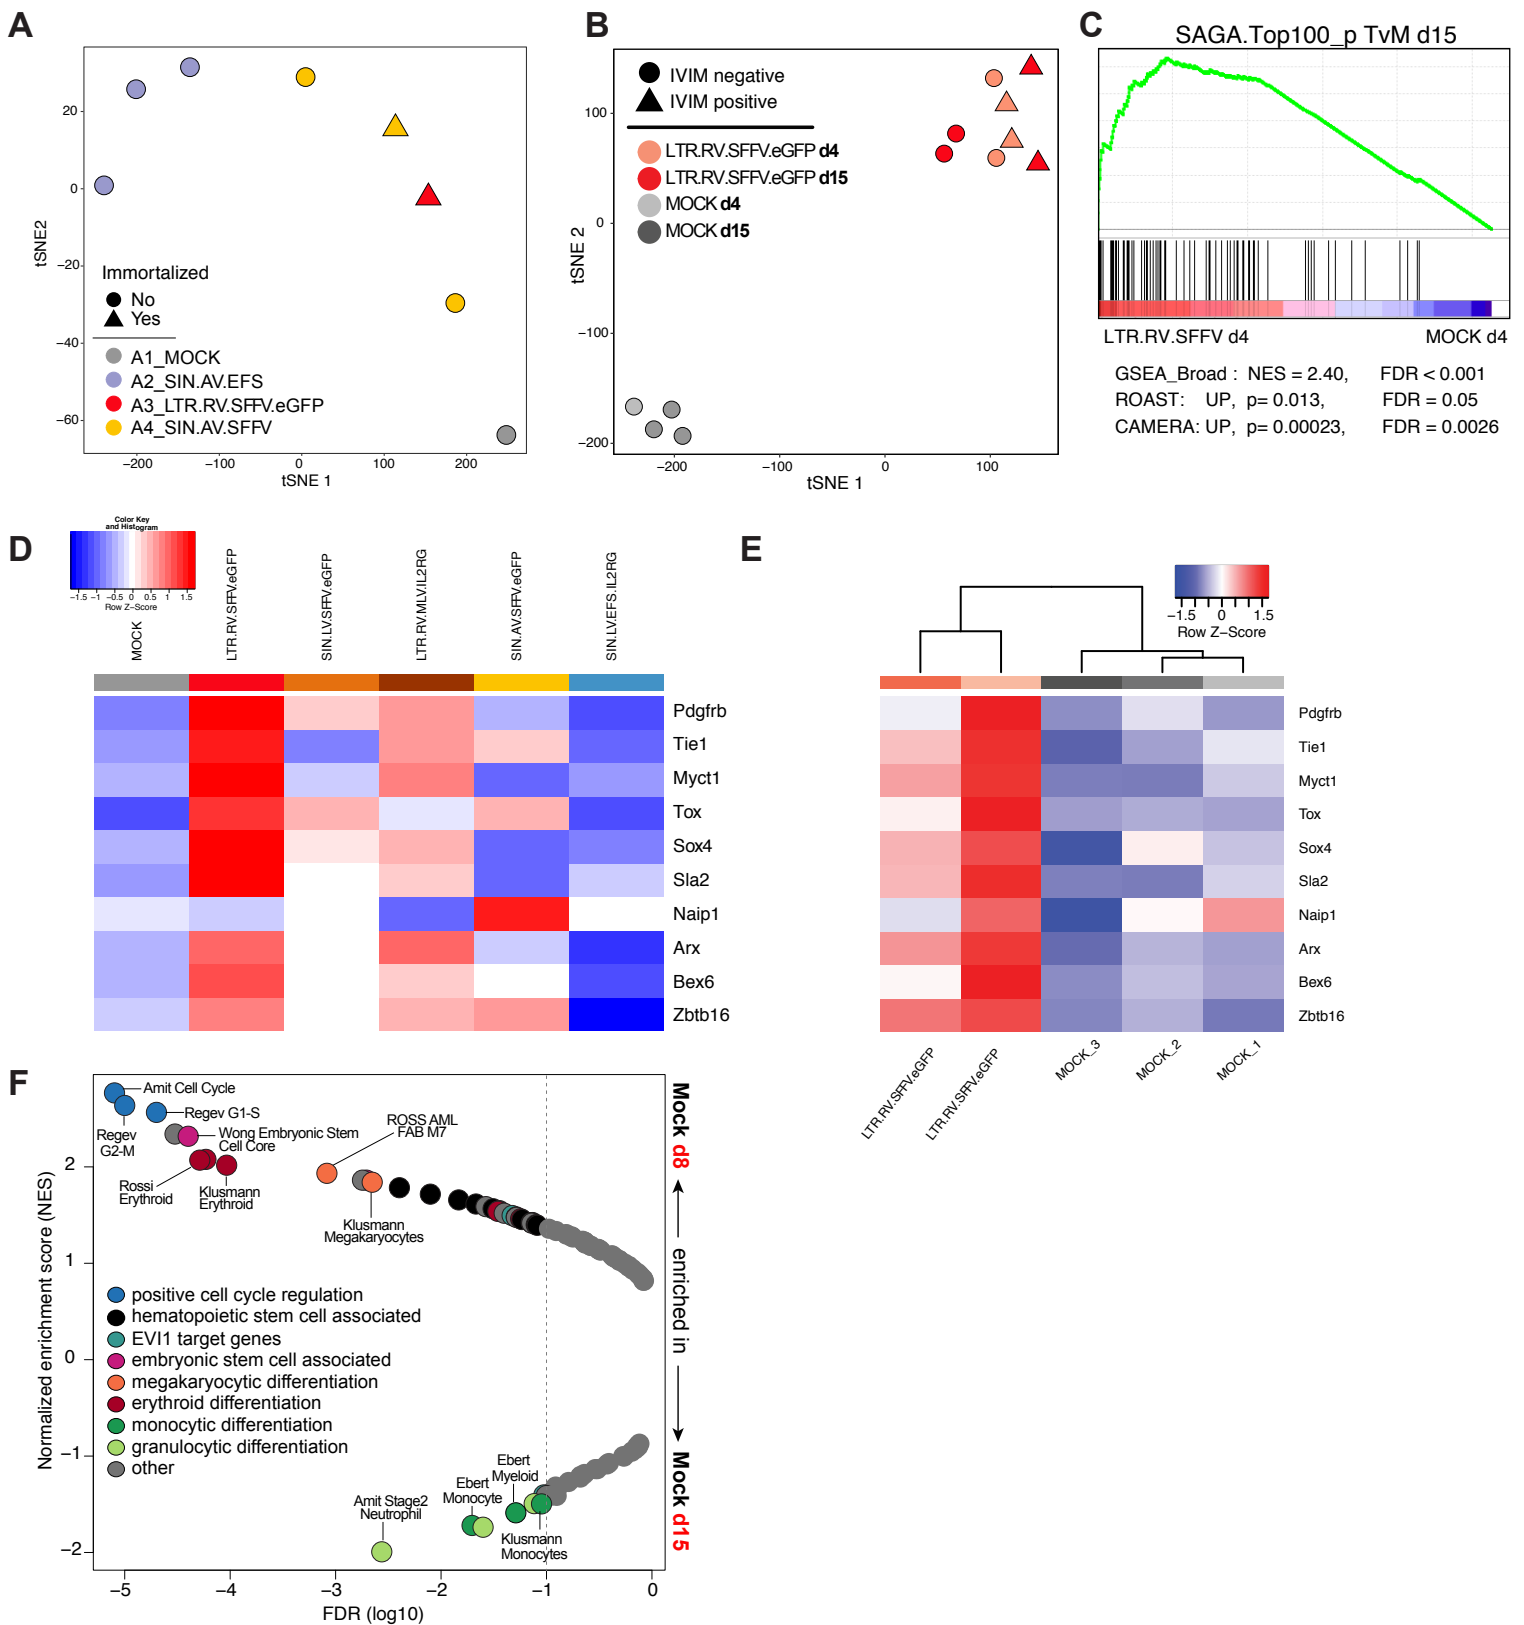 A
20
0
−20
−40
−60
tSNE2
−200
−100
0
100
200
tSNE 1
Immortalized
No
Yes
A1_MOCK
A2_SIN.AV.EFS
A3_LTR.RV.SFFV.eGFP
A4_SIN.AV.SFFV
B
IVIM negative
IVIM positive
LTR.RV.SFFV.eGFP d4
LTR.RV.SFFV.eGFP d15
MOCK d4
MOCK d15
100
0
−100
−200
tSNE 2
−200
−100
0
100
tSNE 1
C
SAGA.Top100_p TvM d15
LTR.RV.SFFV d4
MOCK d4
GSEA_Broad : NES = 2.40, FDR < 0.001
ROAST: UP, p= 0.013, FDR = 0.05
CAMERA: UP, p= 0.00023, FDR = 0.0026
D
Color Key
and Histogram
−1.5 −1 −0.5 0 0.5 1 1.5
Row Z−Score
MOCK
LTR.RV.SFFV.eGFP
SIN.LV.SFFV.eGFP
LTR.RV.MLV.IL2RG
SIN.AV.SFFV.eGFP
SIN.LV.EFS.IL2RG
Pdgfrb
Tie1
Myct1
Tox
Sox4
Sla2
Naip1
Arx
Bex6
Zbtb16
E
−1.5 0 1.5
Row Z−Score
Pdgfrb
Tie1
Myct1
Tox
Sox4
Sla2
Naip1
Arx
Bex6
Zbtb16
LTR.RV.SFFV.eGFP
LTR.RV.SFFV.eGFP
MOCK_3
MOCK_2
MOCK_1
F
Amit Cell Cycle
Regev G1-S
Regev
G2-M
Wong Embryonic Stem
Cell Core
Rossi
Erythroid
Klusmann
Erythroid
ROSS AML
FAB M7
Klusmann
Megakaryocytes
positive cell cycle regulation
hematopoietic stem cell associated
EVI1 target genes
embryonic stem cell associated
megakaryocytic differentiation
erythroid differentiation
monocytic differentiation
granulocytic differentiation
other
Amit Stage2
Neutrophil
Ebert
Monocyte
Ebert
Myeloid
Klusmann
Monocytes
2
1
0
−1
−2
Normalized enrichment score (NES)
−5
−4
−3
−2
−1
0
FDR (log10)
Mock d8
enriched in
Mock d15